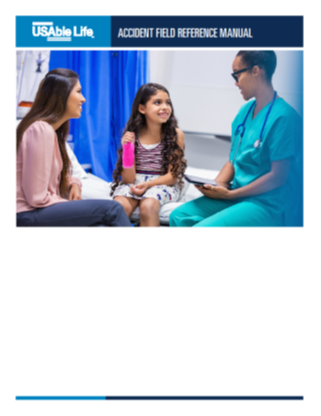 USAble Life
ACCIDENT FIELD REFERENCE MANUAL